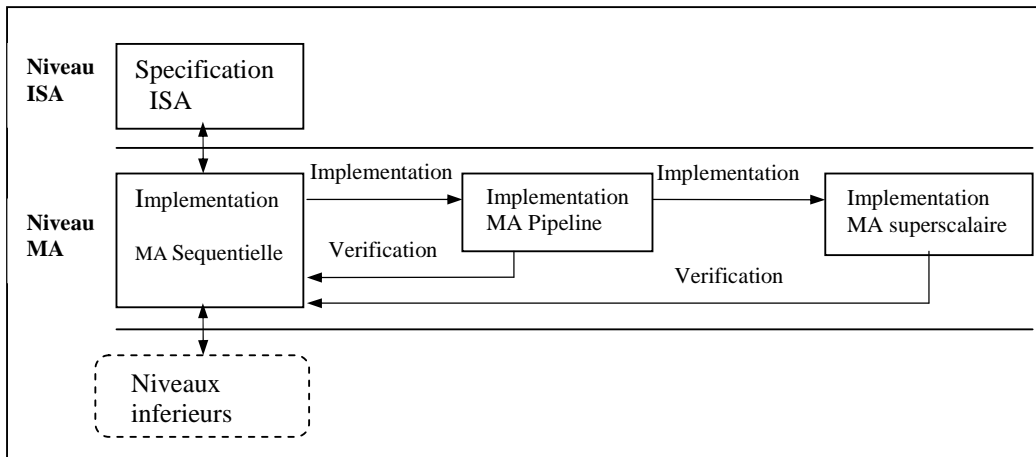 Niveau
ISA
Specification
ISA
Niveau
MA
Implementation
MA Sequentielle
Implementation
Verification
Implementation
MA Pipeline
Implementation
Verification
Implementation
MA superscalaire
Niveaux
inferieurs